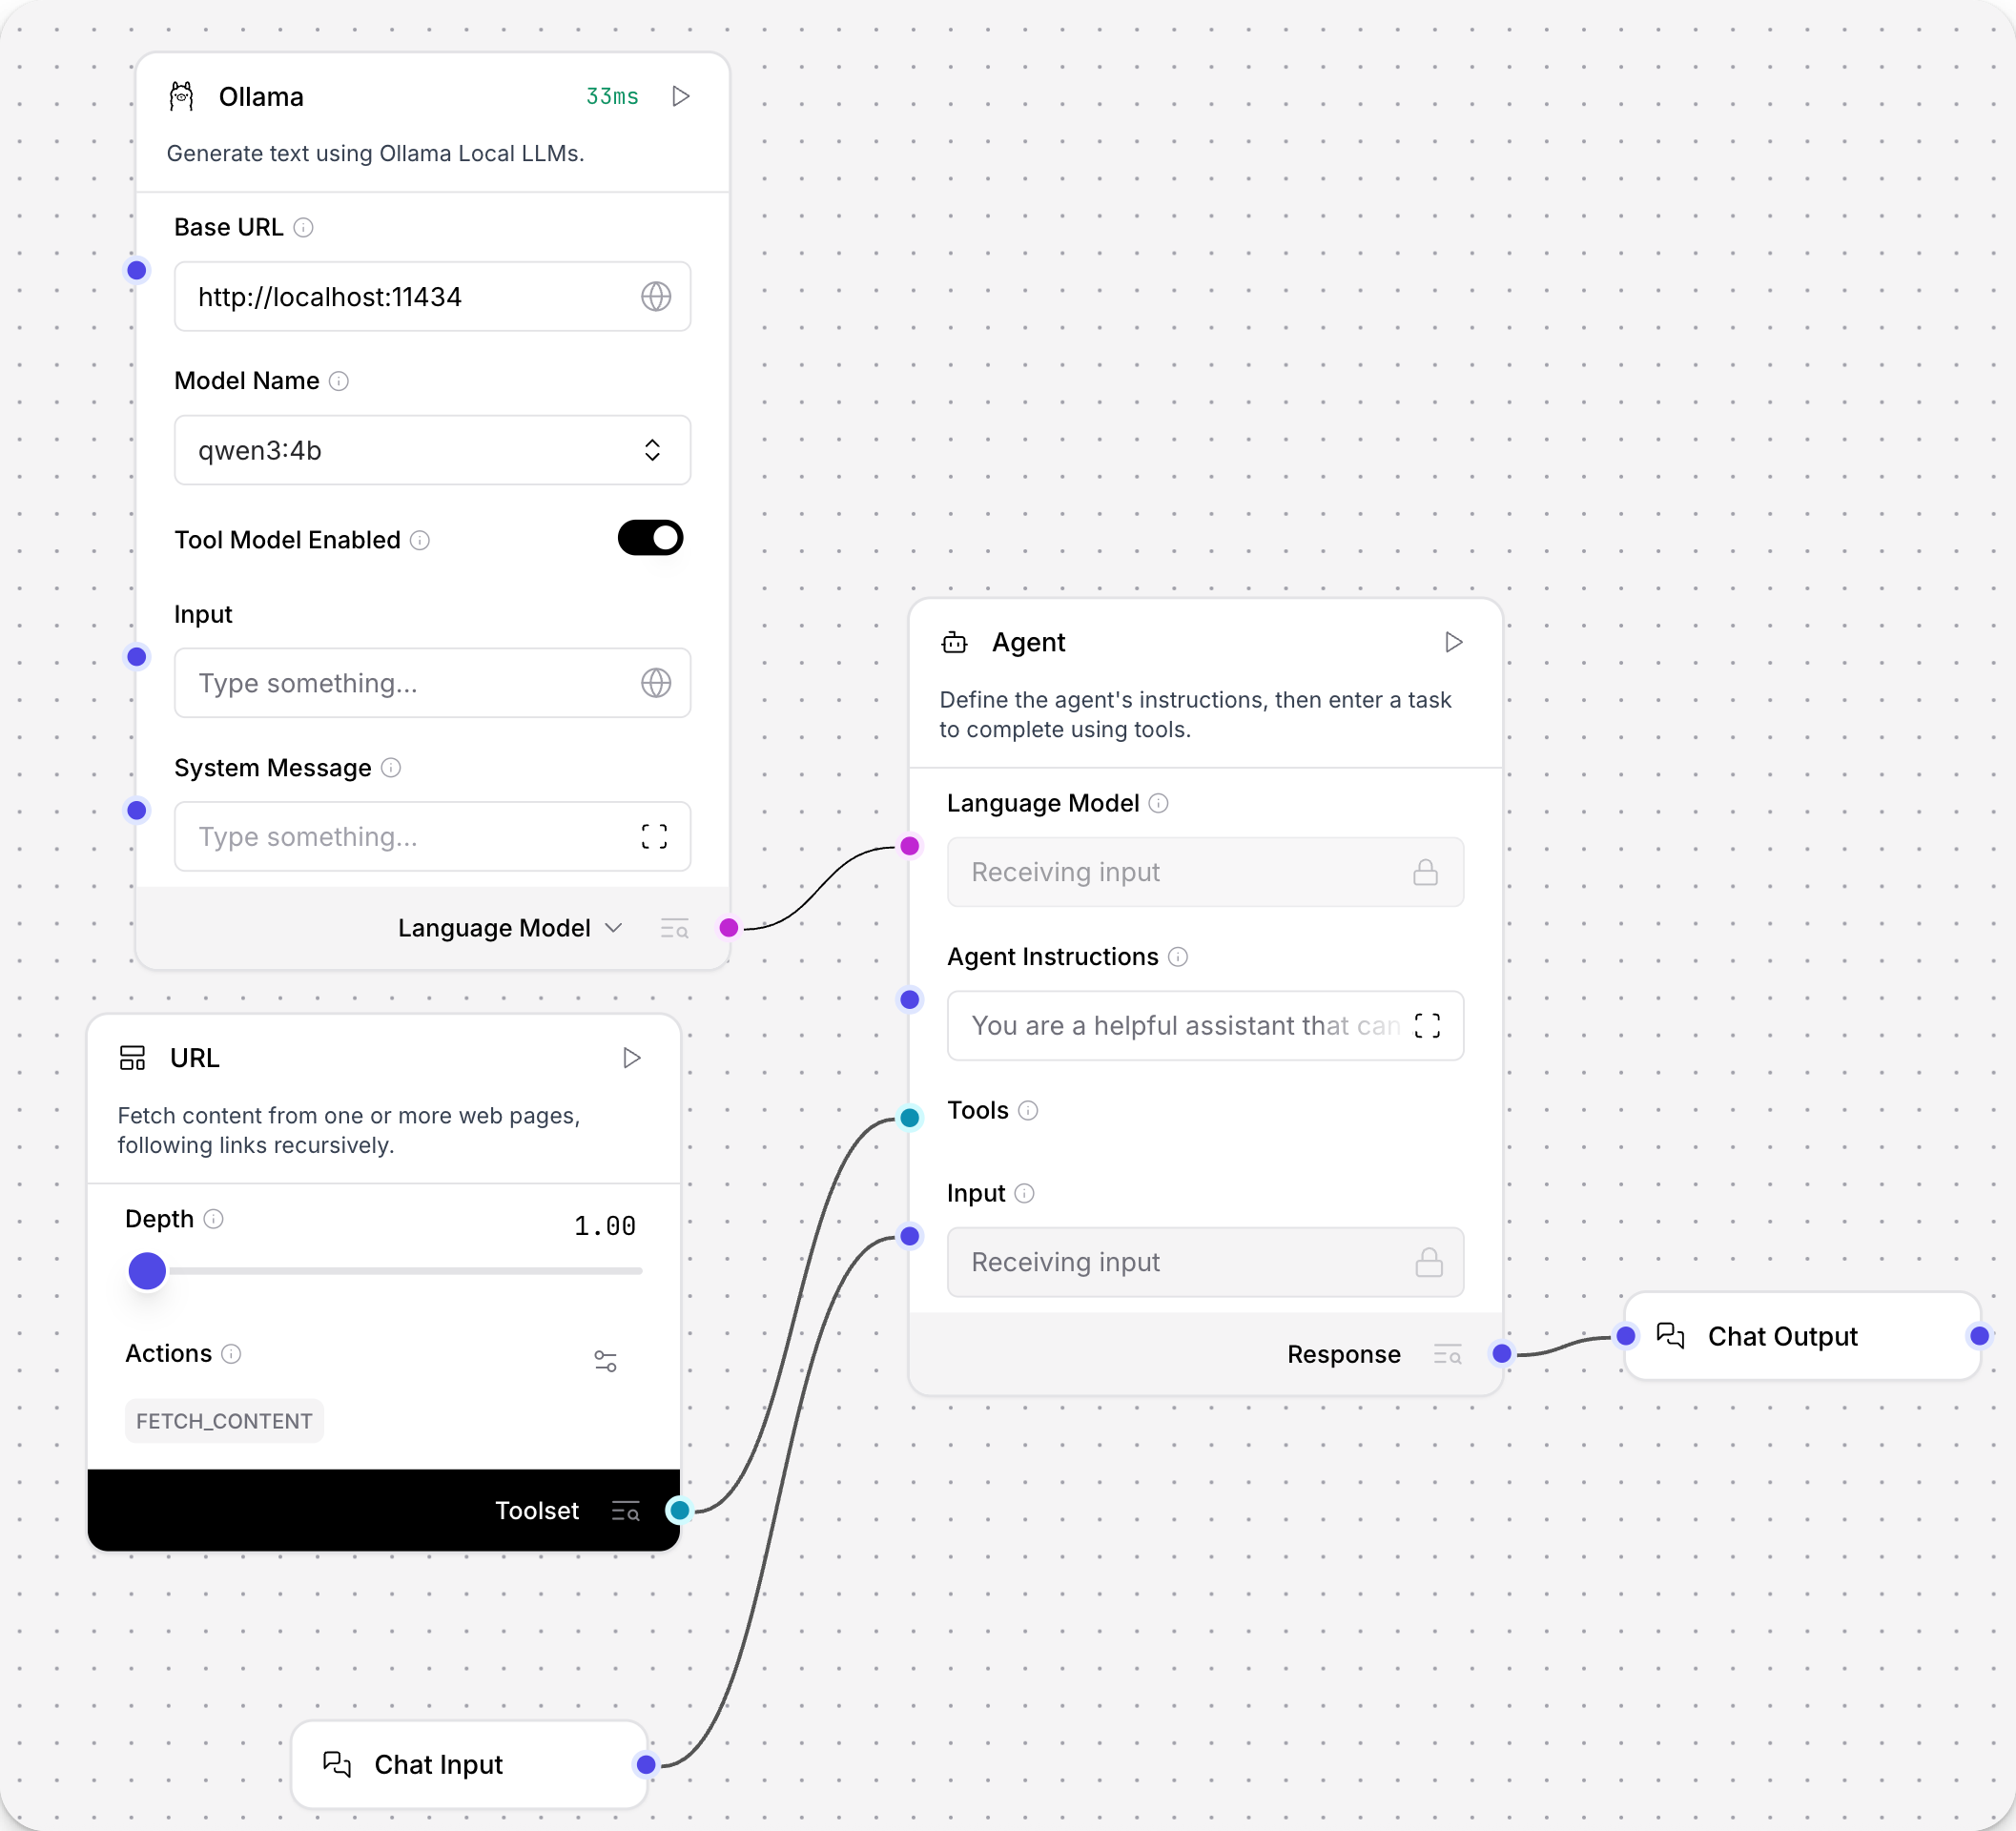 Ollama
33ms
Generate text using Ollama Local LLMs.
Base URL
http://localhost:11434
Model Name
qwen3:4b
Tool Model Enabled
Input
Type something...
System Message
Type something...
Language Model
URL
Fetch content from one or more web pages,
following links recursively.
Depth
1.00
Actions
FETCH_CONTENT
Toolset
Chat Input
Agent
Define the agent's instructions, then enter a task
to complete using tools.
Language Model
Receiving input
Agent Instructions
You are a helpful assistant that can
Tools
Input
Receiving input
Response
Chat Output